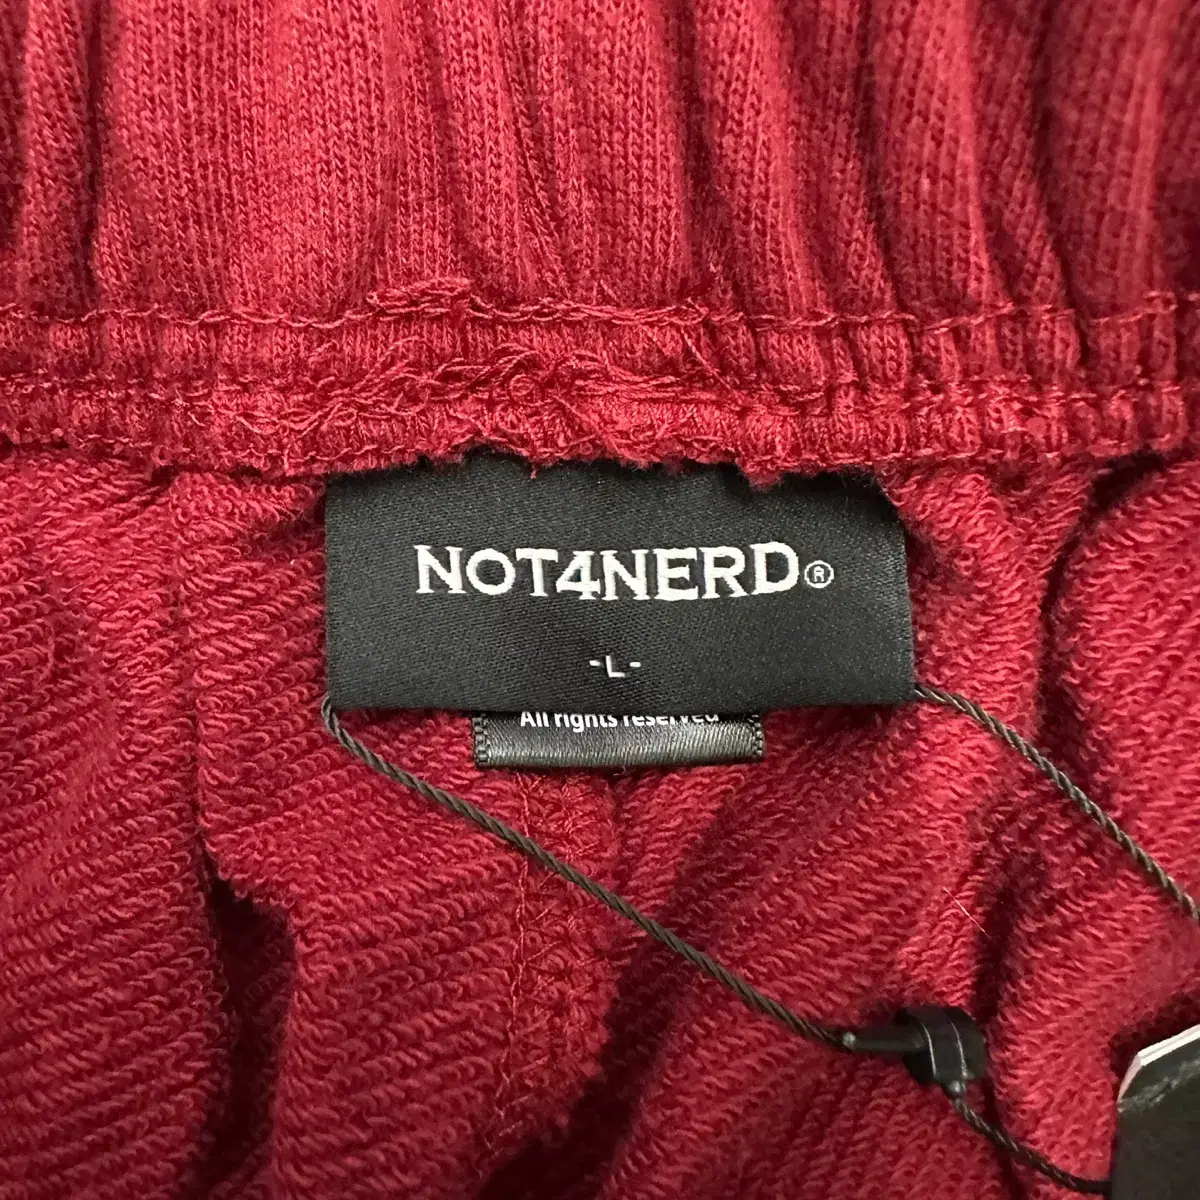 NOT4NERD®
-L-
All rights reserved